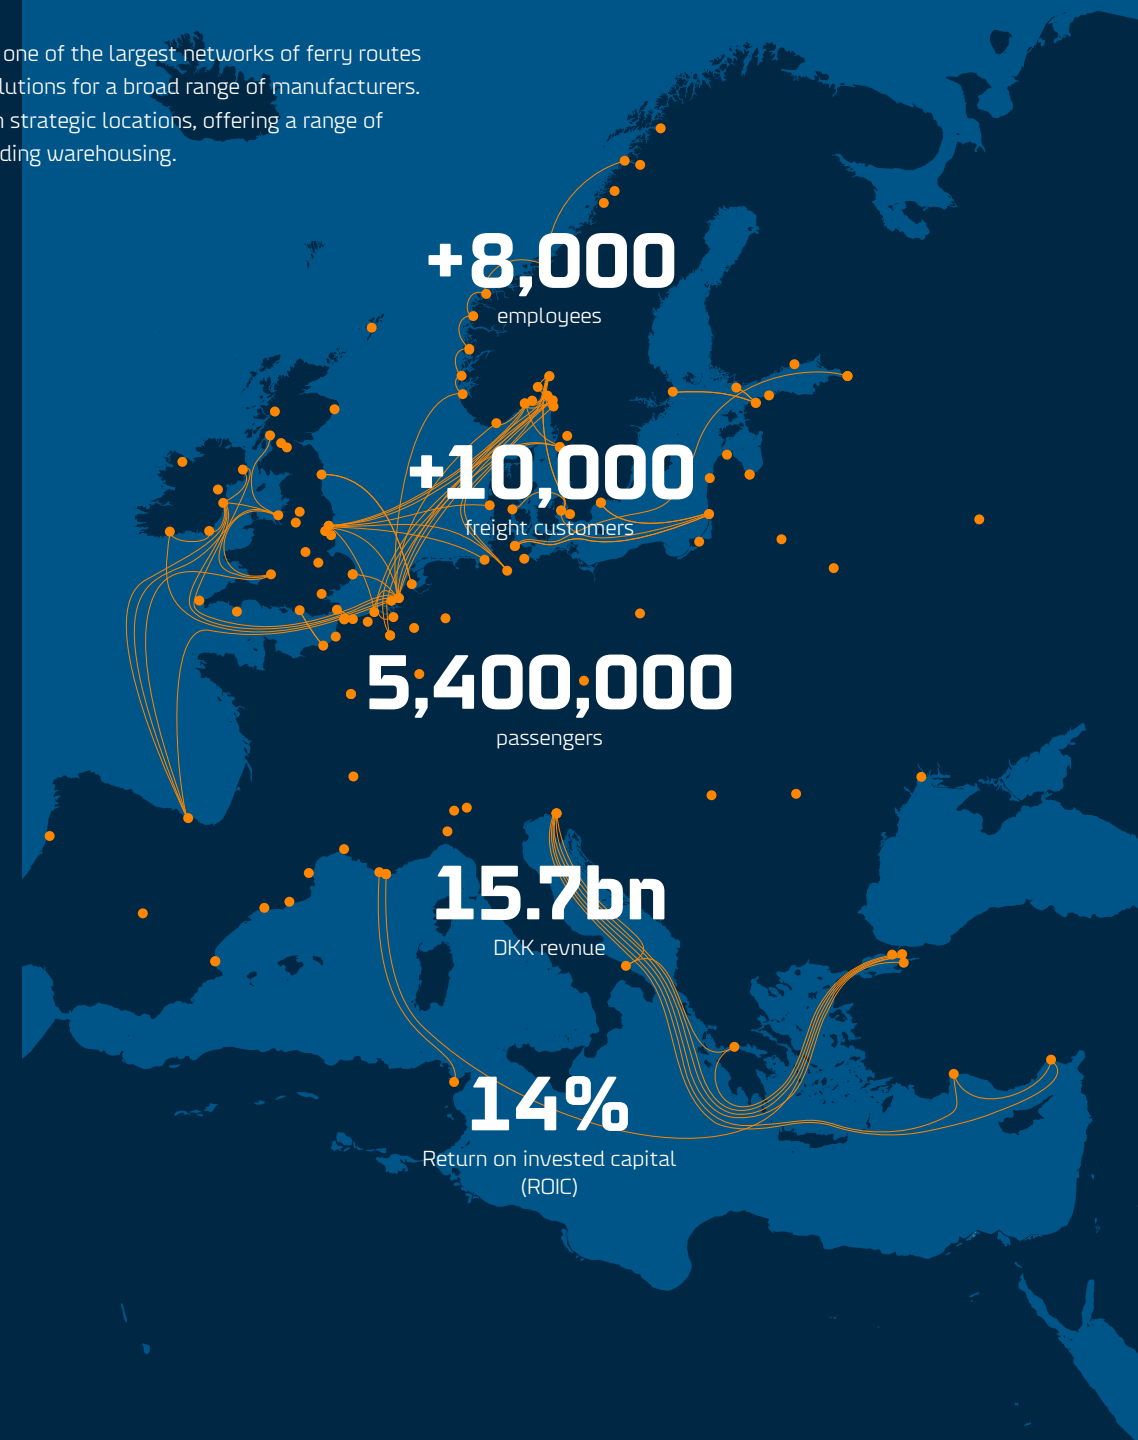 one of the largest networks of ferry routes
lutions for a broad range of manufacturers.
n strategic locations, offering a range of
ding warehousing.
+8,000
employees
+10,000
freight customers
5,400,000
passengers
15.7bn
DKK revnue
14%
Return on invested capital
(ROIC)